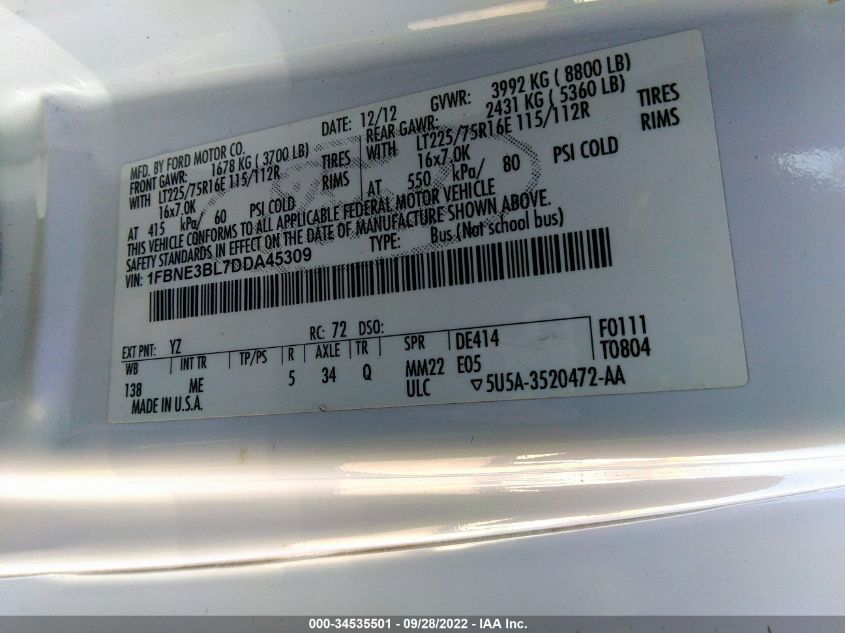 MFD. BY FORD MOTOR CO.
DATE: 12/12 GVWR: 3992 KG ( 8800 LB)
FRONT GAWR: 1678 KG ( 3700 LB)
REAR GAWR: 2431 KG ( 5360 LB)
WITH LT225/75R16E 115/112R TIRES
WITH LT225/75R16E 115/112R TIRES
16x7.0K RIMS
16x7.0K RIMS
AT 415 kPa/ 60 PSI COLD
AT 550 kPa/ 80 PSI COLD
THIS VEHICLE CONFORMS TO ALL APPLICABLE FEDERAL MOTOR VEHICLE
SAFETY STANDARDS IN EFFECT ON THE DATE OF MANUFACTURE SHOWN ABOVE.
VIN: 1FBNE3BL7DDA45309 TYPE: Bus (Not school bus)
EXT PNT: YZ RC: 72 DSO:
WB INT TR TP/PS R AXLE TR SPR DE414 F0111
138 ME 5 34 Q MM22 E05 T0804
MADE IN U.S.A. ULC ▽5U5A-3520472-AA
000-34535501 - 09/28/2022 - IAA Inc.